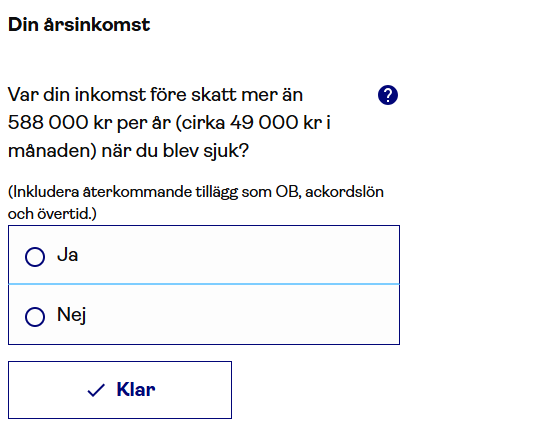 Din årsinkomst
Var din inkomst före skatt mer än
588 000 kr per år (cirka 49 000 kr i
månaden) när du blev sjuk?
?
(Inkludera återkommande tillägg som OB, ackordslön
och övertid.)
Ja
Nej
Klar